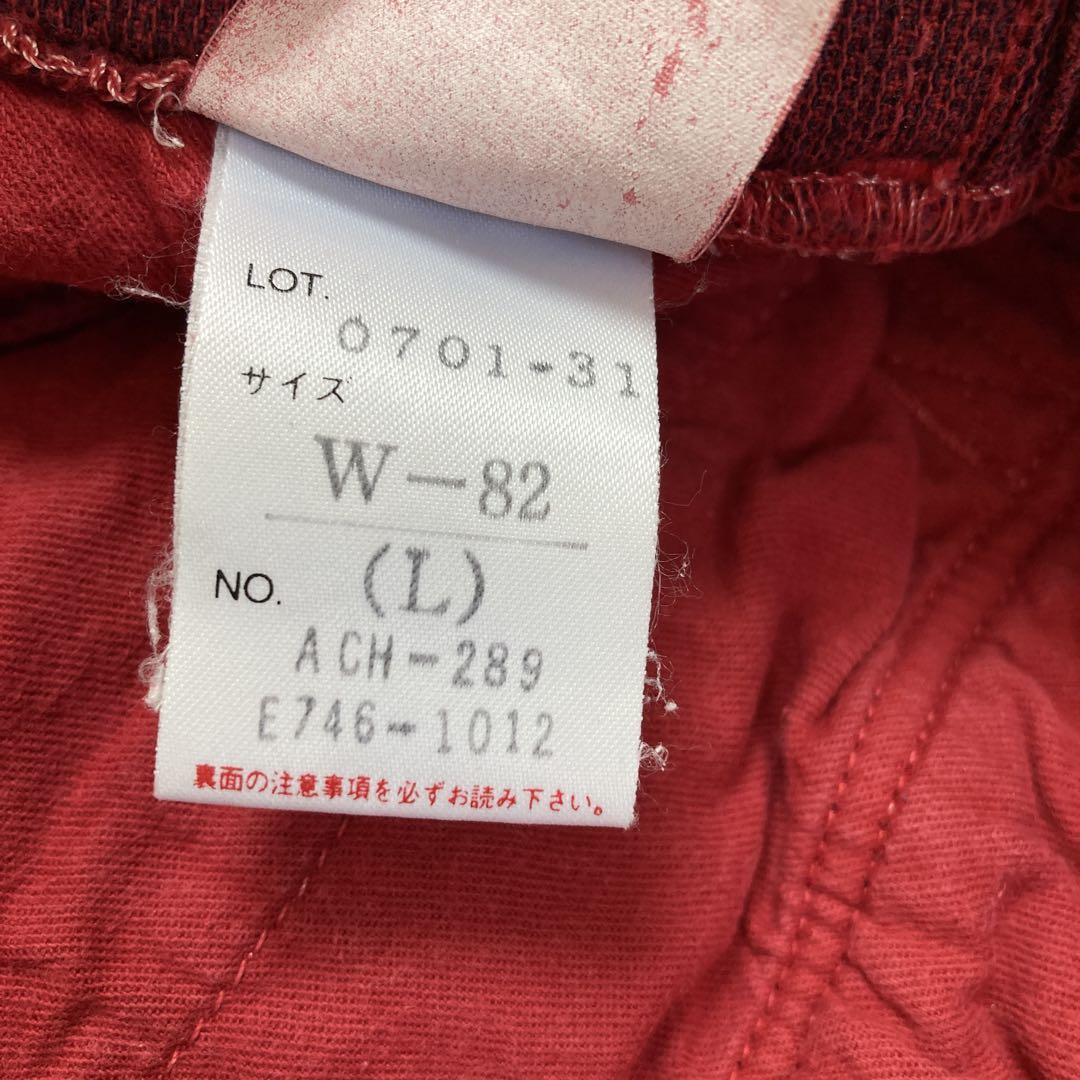 LOT.
0701-31
サイズ
W-82
(L)
NO.
ACH-289
E746-1012
裏面の注意事項を必ずお読み下さい。